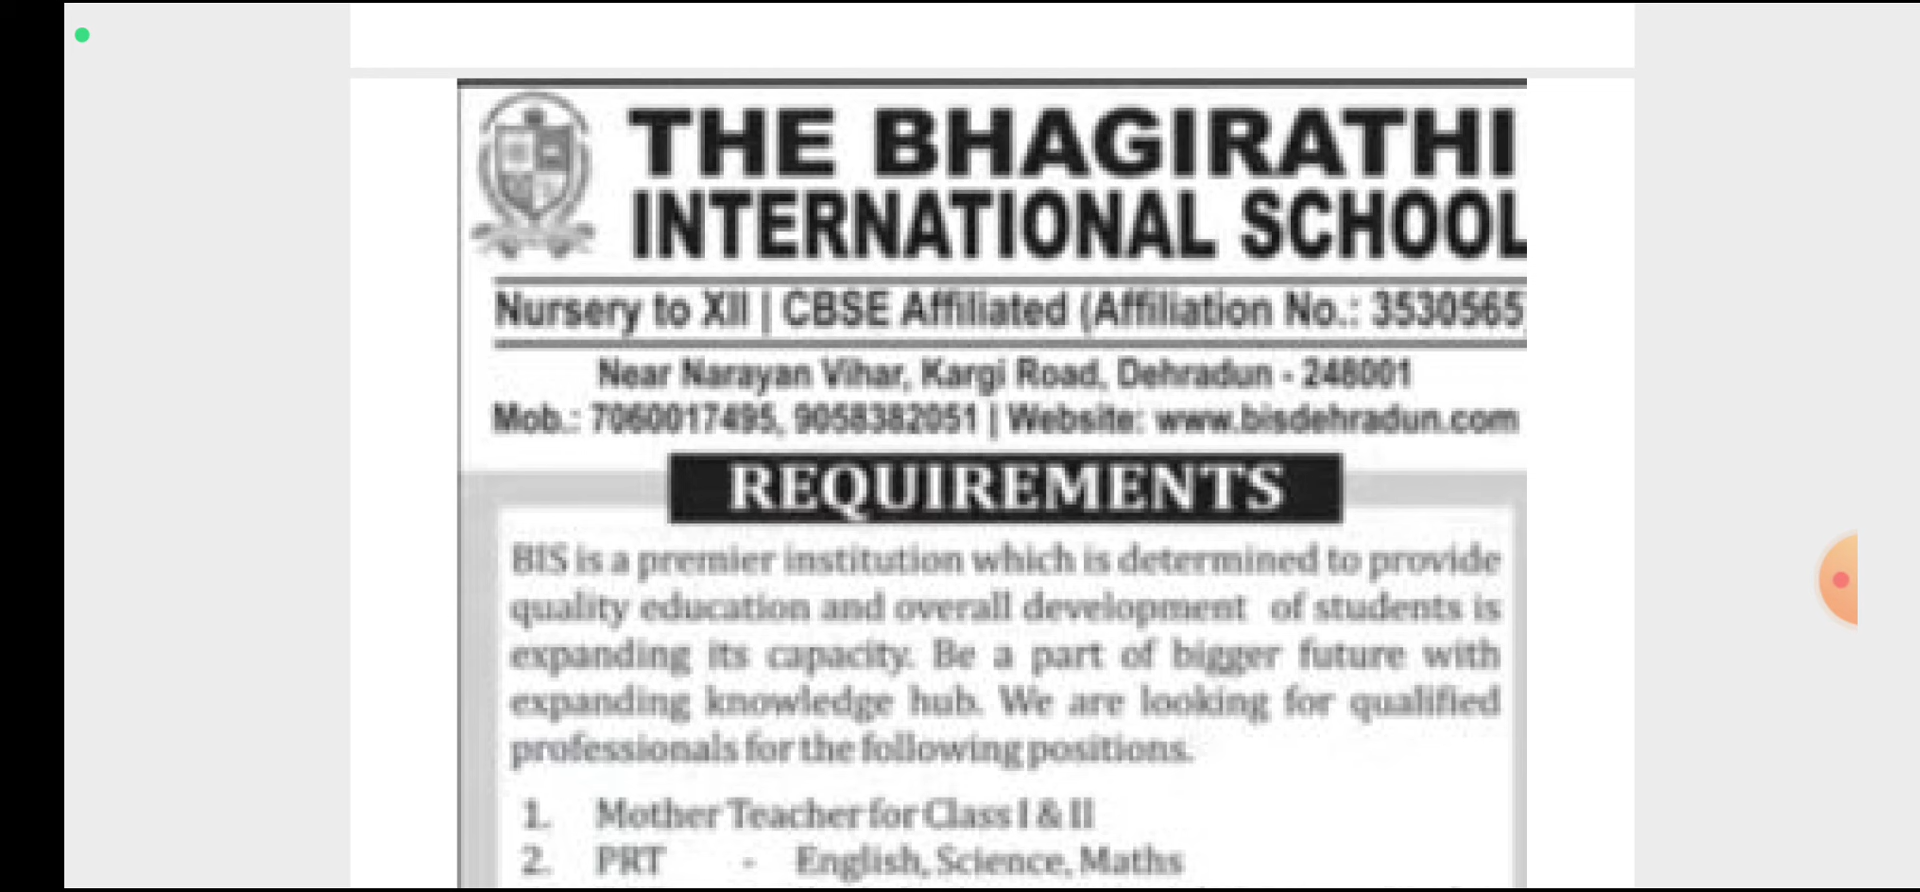 THE BHAGIRATHI
INTERNATIONAL SCHOOL
Nursery to XII | CBSE Affiliated (Affiliation No.: 3530565)
Near Narayan Vihar, Kargi Road, Dehradun - 248001
Mob.: 7060017495, 9058382051 | Website: www.bisdehradun.com
REQUIREMENTS
BIS is a premier institution which is determined to provide
quality education and overall development of students is
expanding its capacity. Be a part of bigger future with
expanding knowledge hub. We are looking for qualified
professionals for the following positions.
1. Mother Teacher for Class I & II
2. PRT - English, Science, Maths